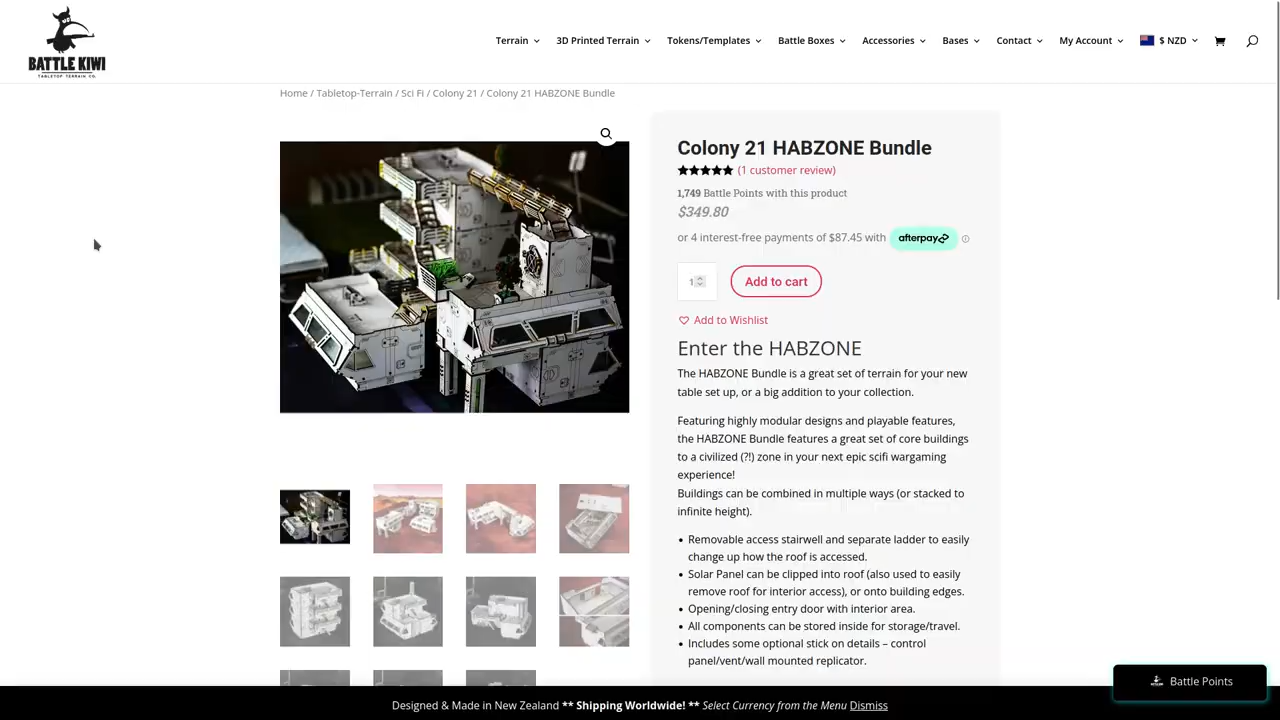 BATTLE KIWI
TABLETOP TERRAIN CO.
Terrain
3D Printed Terrain
Tokens/Templates
Battle Boxes
Accessories
Bases
Contact
My Account
$ NZD
Home / Tabletop-Terrain / Sci Fi / Colony 21 / Colony 21 HABZONE Bundle
Colony 21 HABZONE Bundle
(1 customer review)
1,749 Battle Points with this product
$349.80
or 4 interest-free payments of $87.45 with afterpay
1
Add to cart
Add to Wishlist
Enter the HABZONE
The HABZONE Bundle is a great set of terrain for your new
table set up, or a big addition to your collection.
Featuring highly modular designs and playable features,
the HABZONE Bundle features a great set of core buildings
to a civilized (?!) zone in your next epic scifi wargaming
experience!
Buildings can be combined in multiple ways (or stacked to
infinite height).
• Removable access stairwell and separate ladder to easily
change up how the roof is accessed.
• Solar Panel can be clipped into roof (also used to easily
remove roof for interior access), or onto building edges.
• Opening/closing entry door with interior area.
• All components can be stored inside for storage/travel.
• Includes some optional stick on details – control
panel/vent/wall mounted replicator.
Battle Points
Designed & Made in New Zealand ** Shipping Worldwide! ** Select Currency from the Menu Dismiss